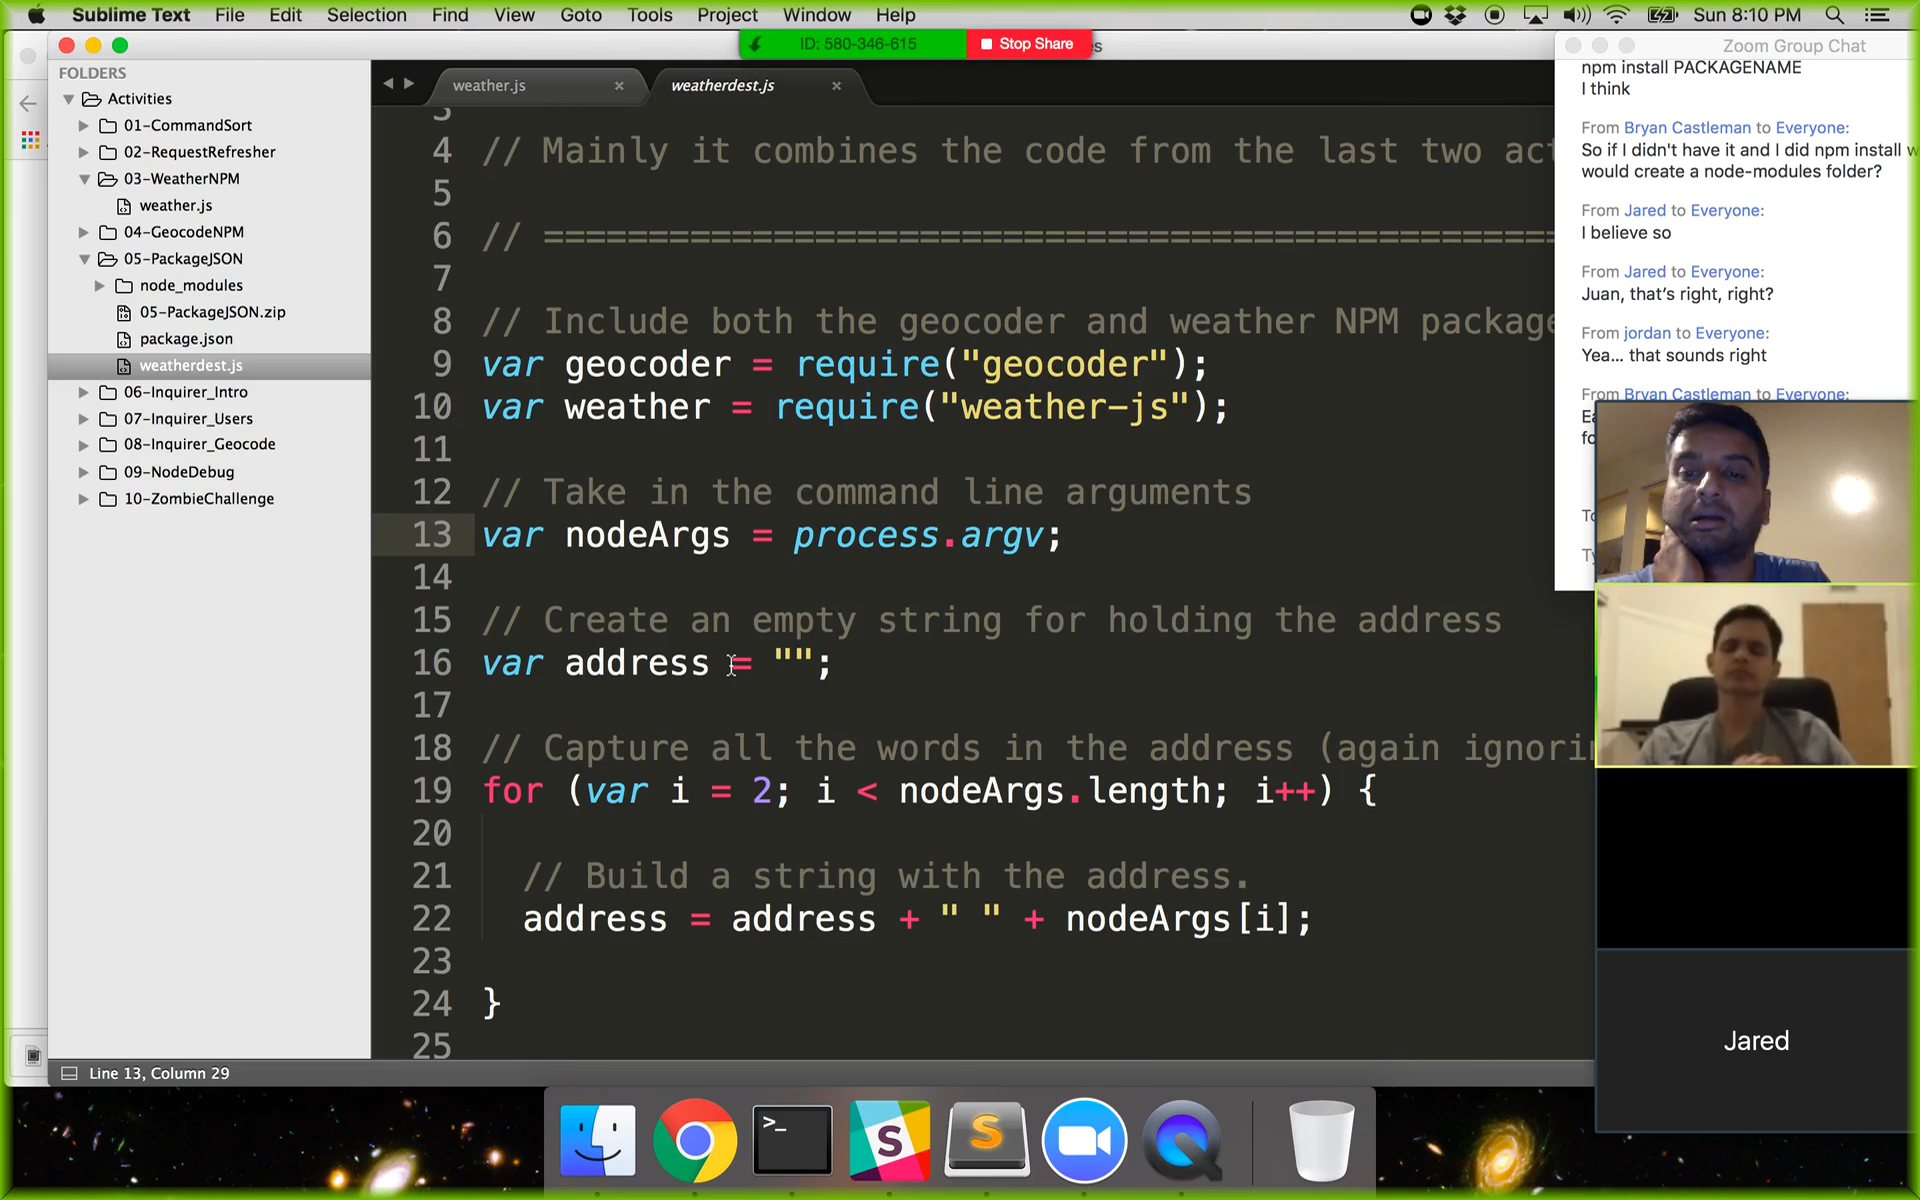 Sublime Text File Edit Selection Find View Goto Tools Project Window Help Sun 8:10 PM
ID: 580-346-615 Stop Share
FOLDERS
Activities
01-CommandSort
02-RequestRefresher
03-WeatherNPM
weather.js
04-GeocodeNPM
05-PackageJSON
node_modules
05-PackageJSON.zip
package.json
weatherdest.js
06-Inquirer_Intro
07-Inquirer_Users
08-Inquirer_Geocode
09-NodeDebug
10-ZombieChallenge
weather.js weatherdest.js
3
4 // Mainly it combines the code from the last two act
5
6 // =================================================
7
8 // Include both the geocoder and weather NPM package
9 var geocoder = require("geocoder");
10 var weather = require("weather-js");
11
12 // Take in the command line arguments
13 var nodeArgs = process.argv;
14
15 // Create an empty string for holding the address
16 var address = "";
17
18 // Capture all the words in the address (again ignorin
19 for (var i = 2; i < nodeArgs.length; i++) {
20
21 // Build a string with the address.
22 address = address + " " + nodeArgs[i];
23
24 }
25
Line 13, Column 29
Zoom Group Chat
npm install PACKAGENAME
I think
From Bryan Castleman to Everyone:
So if I didn't have it and I did npm install w
would create a node-modules folder?
From Jared to Everyone:
I believe so
From Jared to Everyone:
Juan, that's right, right?
From jordan to Everyone:
Yea... that sounds right
From Bryan Castleman to Everyone:
Jared